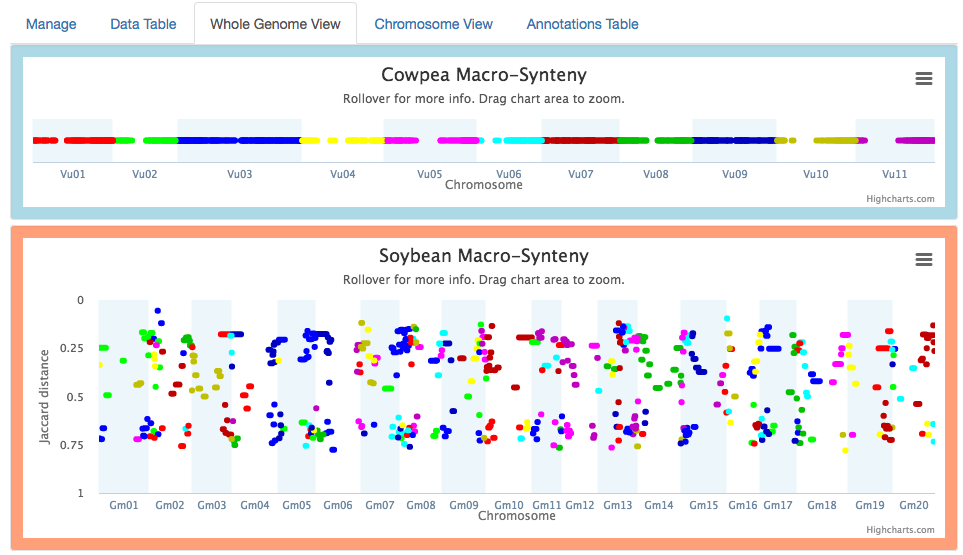 Manage Data Table Whole Genome View Chromosome View Annotations Table
Cowpea Macro-Synteny
Rollover for more info. Drag chart area to zoom.
Vu01 Vu02 Vu03 Vu04 Vu05 Vu06 Vu07 Vu08 Vu09 Vu10 Vu11
Chromosome
Highcharts.com
Soybean Macro-Synteny
Rollover for more info. Drag chart area to zoom.
Jaccard distance
0
0.25
0.5
0.75
1
Gm01 Gm02 Gm03 Gm04 Gm05 Gm06 Gm07 Gm08 Gm09 Gm10 Gm11 Gm12 Gm13 Gm14 Gm15 Gm16 Gm17 Gm18 Gm19 Gm20
Chromosome
Highcharts.com